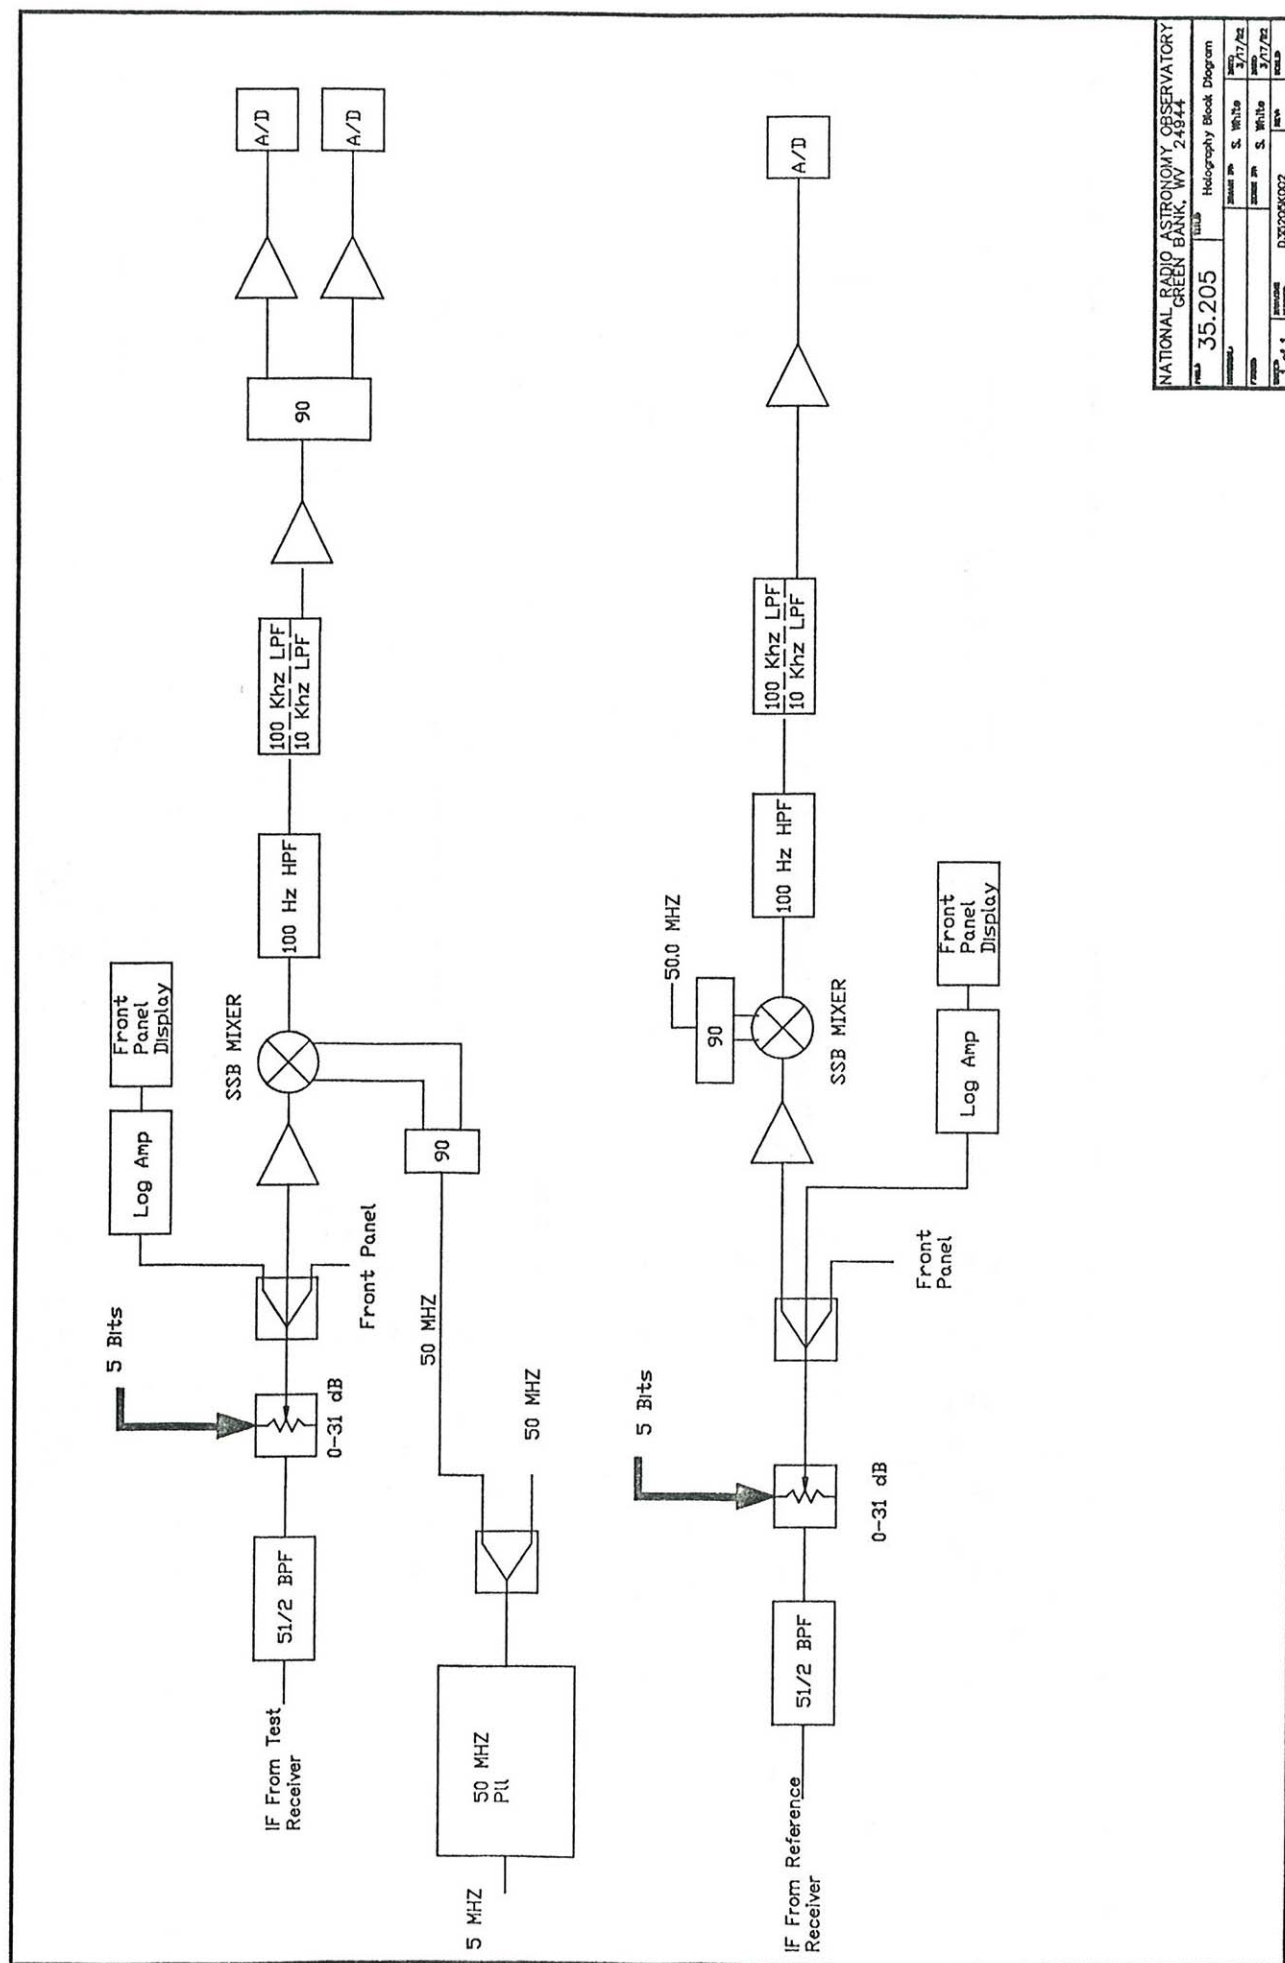 5 Bits
Log Amp
Front
Panel
Display
A/D
A/D
IF From Test
Receiver
51/2 BPF
0-31 dB
Front Panel
SSB MIXER
100 Hz HPF
100 Khz LPF
10 Khz LPF
90
5 MHZ
50 MHZ
Pll
50 MHZ
50 MHZ
90
5 Bits
50.0 MHZ
90
A/D
IF From Reference
Receiver
51/2 BPF
0-31 dB
Front
Panel
SSB MIXER
100 Hz HPF
100 Khz LPF
10 Khz LPF
Log Amp
Front
Panel
Display
NATIONAL RADIO ASTRONOMY OBSERVATORY
GREEN BANK, WV 24944
35.205
Holography Block Diagram
S. White
S. White